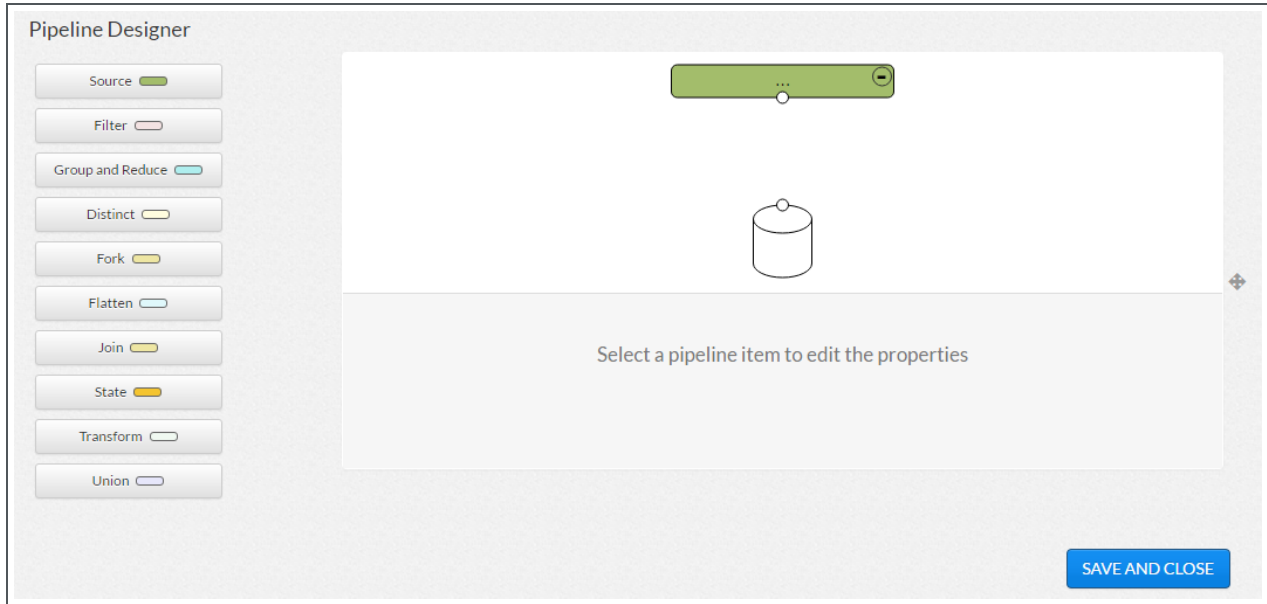 Pipeline Designer
Source
Filter
Group and Reduce
Distinct
Fork
Flatten
Join
State
Transform
Union
...
Select a pipeline item to edit the properties
SAVE AND CLOSE